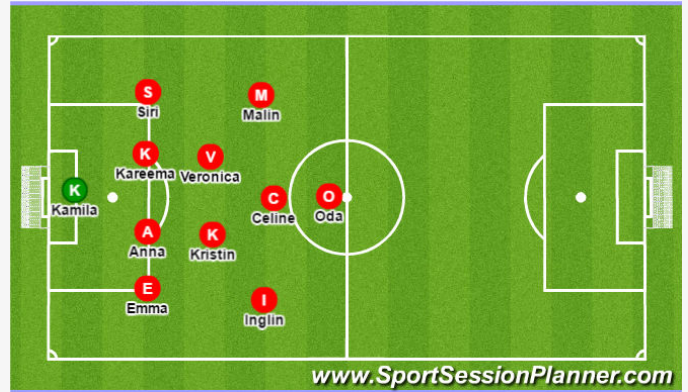 S
Siri
M
Malin
K
Kareema
V
Veronica
K
Kamila
C
Celine
O
Oda
A
Anna
K
Kristin
E
Emma
I
Inglin
www.SportSessionPlanner.com